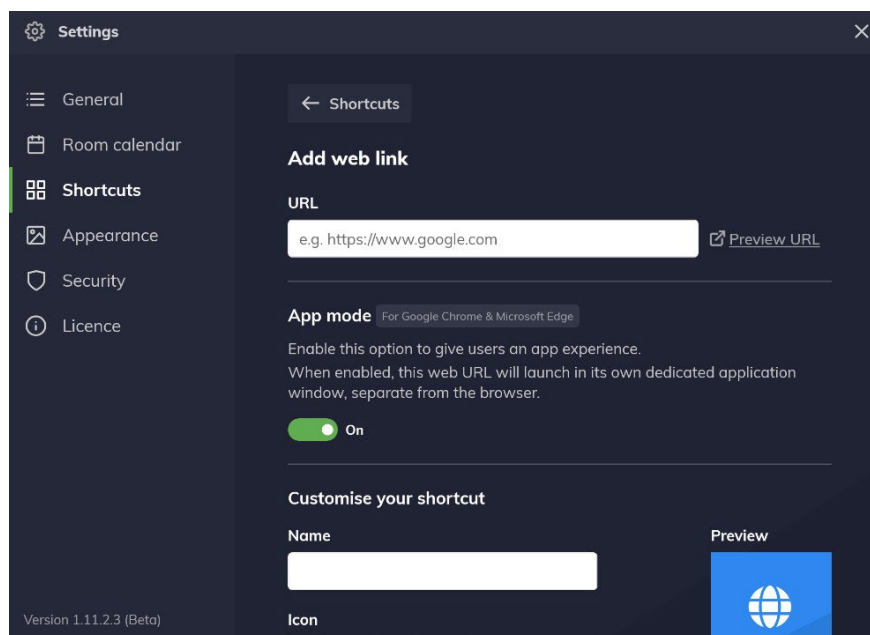 Settings
General
Room calendar
Shortcuts
Appearance
Security
Licence
Version 1.11.2.3 (Beta)
Shortcuts
Add web link
URL
e.g. https://www.google.com
Preview URL
App mode For Google Chrome & Microsoft Edge
Enable this option to give users an app experience.
When enabled, this web URL will launch in its own dedicated application
window, separate from the browser.
On
Customise your shortcut
Name
Preview
Icon